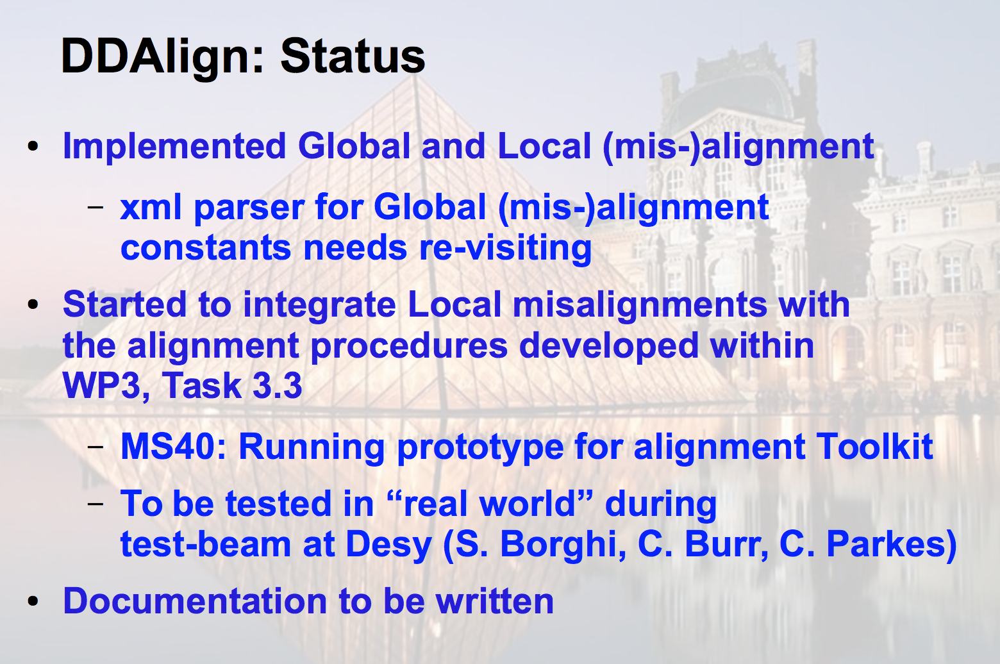 DDAlign: Status
• Implemented Global and Local (mis-)alignment
– xml parser for Global (mis-)alignment
constants needs re-visiting
• Started to integrate Local misalignments with
the alignment procedures developed within
WP3, Task 3.3
– MS40: Running prototype for alignment Toolkit
– To be tested in “real world” during
test-beam at Desy (S. Borghi, C. Burr, C. Parkes)
• Documentation to be written